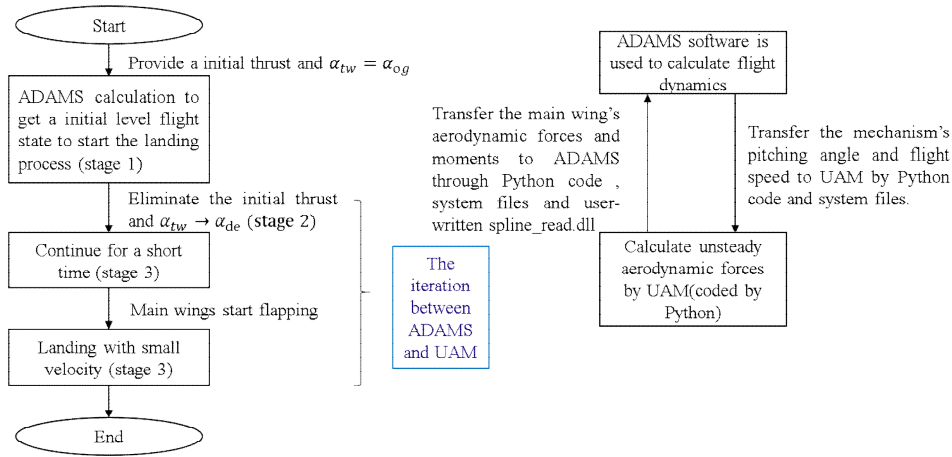 Start
Provide a initial thrust and α_tw = α_og
ADAMS calculation to
get a initial level flight
state to start the landing
process (stage 1)
Eliminate the initial thrust
and α_tw → α_de (stage 2)
Continue for a short
time (stage 3)
Main wings start flapping
Landing with small
velocity (stage 3)
End
The
iteration
between
ADAMS
and UAM
ADAMS software is
used to calculate flight
dynamics
Transfer the main wing's
aerodynamic forces and
moments to ADAMS
through Python code ,
system files and user-
written spline_read.dll
Transfer the mechanism's
pitching angle and flight
speed to UAM by Python
code and system files.
Calculate unsteady
aerodynamic forces
by UAM(coded by
Python)